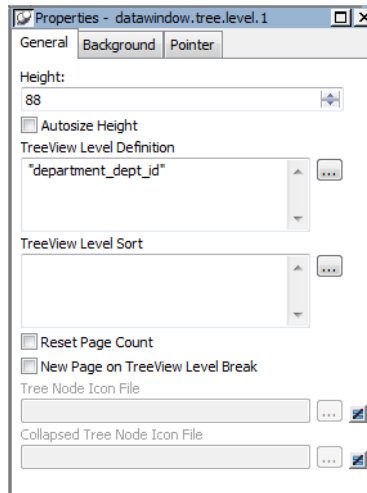 Properties - datawindow.tree.level.1
General Background Pointer
Height:
88
Autosize Height
TreeView Level Definition
"department_dept_id"
...
TreeView Level Sort
...
Reset Page Count
New Page on TreeView Level Break
Tree Node Icon File
...
Collapsed Tree Node Icon File
...